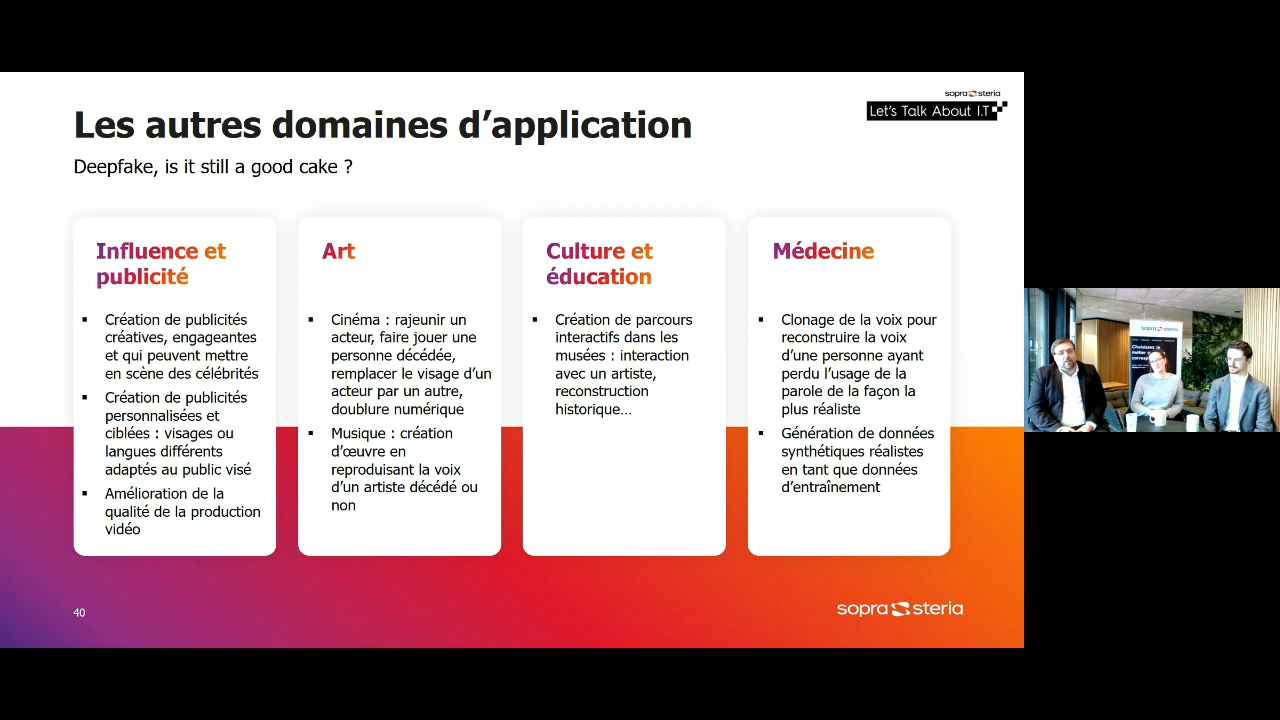 sopra steria
Let's Talk About I.T
Les autres domaines d'application
Deepfake, is it still a good cake ?
Influence et
publicité
▪ Création de publicités
créatives, engageantes
et qui peuvent mettre
en scène des célébrités
▪ Création de publicités
personnalisées et
ciblées : visages ou
langues différents
adaptés au public visé
▪ Amélioration de la
qualité de la production
vidéo
Art
▪ Cinéma : rajeunir un
acteur, faire jouer une
personne décédée,
remplacer le visage d'un
acteur par un autre,
doublure numérique
▪ Musique : création
d'œuvre en
reproduisant la voix
d'un artiste décédé ou
non
Culture et
éducation
▪ Création de parcours
interactifs dans les
musées : interaction
avec un artiste,
reconstruction
historique…
Médecine
▪ Clonage de la voix pour
reconstruire la voix
d'une personne ayant
perdu l'usage de la
parole de la façon la
plus réaliste
▪ Génération de données
synthétiques réalistes
en tant que données
d'entraînement
40
sopra steria
sopra steria
Choisissez le